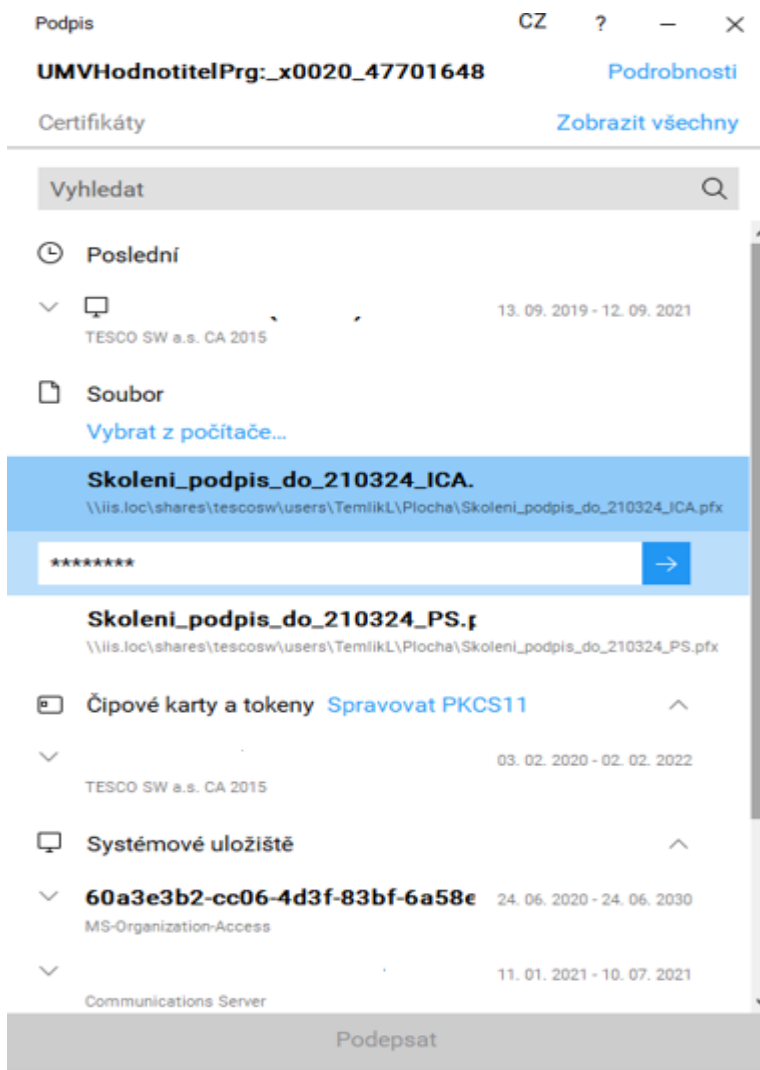 Podpis CZ ?
UMVHodnotitelPrg:_x0020_47701648 Podrobnosti
Certifikáty Zobrazit všechny
Vyhledat
Poslední
13. 09. 2019 - 12. 09. 2021
TESCO SW a.s. CA 2015
Soubor
Vybrat z počítače...
Skoleni_podpis_do_210324_ICA.
\\iis.loc\shares\tescosw\users\TemlikL\Plocha\Skoleni_podpis_do_210324_ICA.pfx
********
Skoleni_podpis_do_210324_PS.p
\\iis.loc\shares\tescosw\users\TemlikL\Plocha\Skoleni_podpis_do_210324_PS.pfx
Čipové karty a tokeny Spravovat PKCS11
03. 02. 2020 - 02. 02. 2022
TESCO SW a.s. CA 2015
Systémové uložiště
60a3e3b2-cc06-4d3f-83bf-6a58e 24. 06. 2020 - 24. 06. 2030
MS-Organization-Access
11. 01. 2021 - 10. 07. 2021
Communications Server
Podepsat